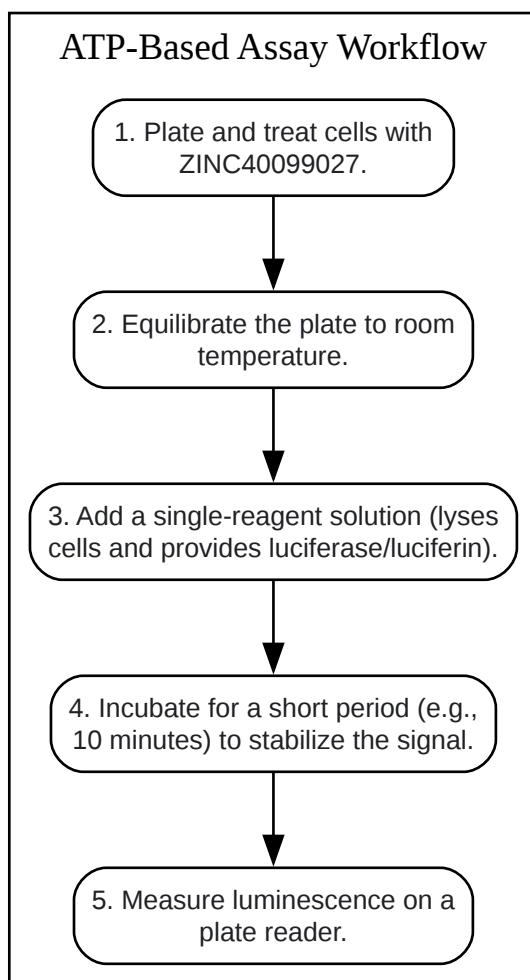 ATP-Based Assay Workflow
1. Plate and treat cells with
ZINC40099027.
2. Equilibrate the plate to room
temperature.
3. Add a single-reagent solution (lyses
cells and provides luciferase/luciferin).
4. Incubate for a short period (e.g.,
10 minutes) to stabilize the signal.
5. Measure luminescence on a
plate reader.